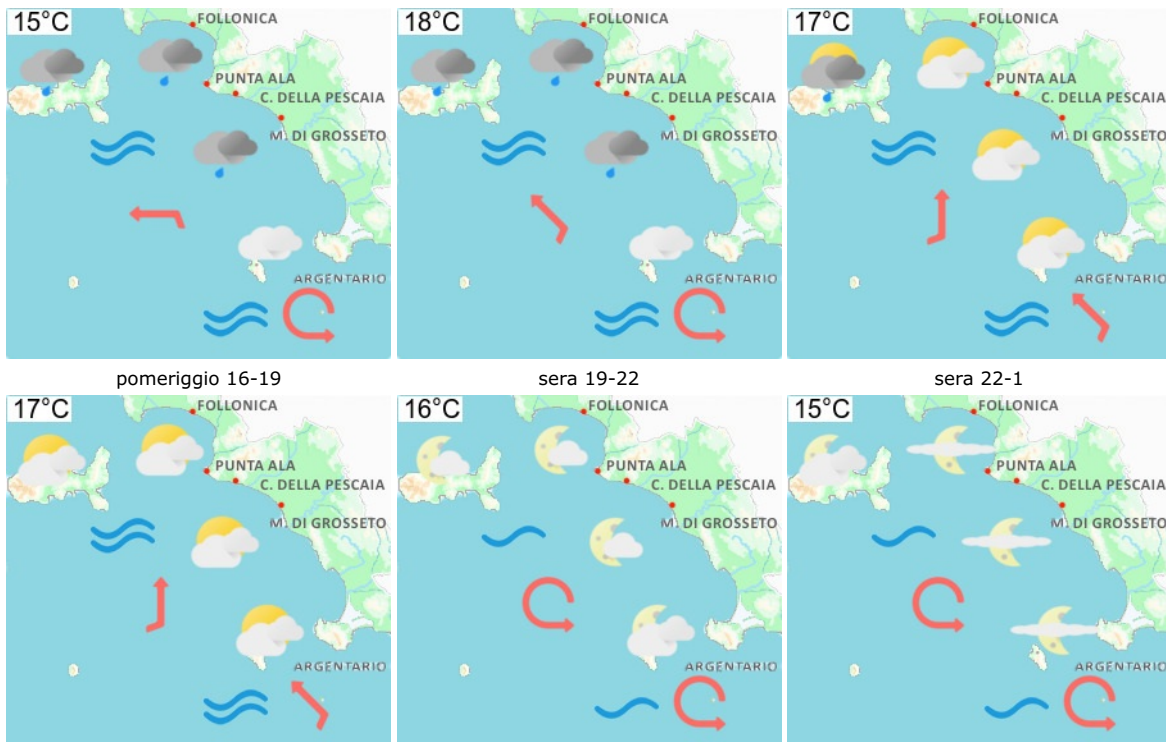 15°C
FOLLONICA
PUNTA ALA
C. DELLA PESCAIA
M. DI GROSSETO
ARGENTARIO
18°C
FOLLONICA
PUNTA ALA
C. DELLA PESCAIA
M. DI GROSSETO
ARGENTARIO
17°C
FOLLONICA
PUNTA ALA
C. DELLA PESCAIA
M. DI GROSSETO
ARGENTARIO
pomeriggio 16-19
sera 19-22
sera 22-1
17°C
FOLLONICA
PUNTA ALA
C. DELLA PESCAIA
M. DI GROSSETO
ARGENTARIO
16°C
FOLLONICA
PUNTA ALA
C. DELLA PESCAIA
M. DI GROSSETO
ARGENTARIO
15°C
FOLLONICA
PUNTA ALA
C. DELLA PESCAIA
M. DI GROSSETO
ARGENTARIO